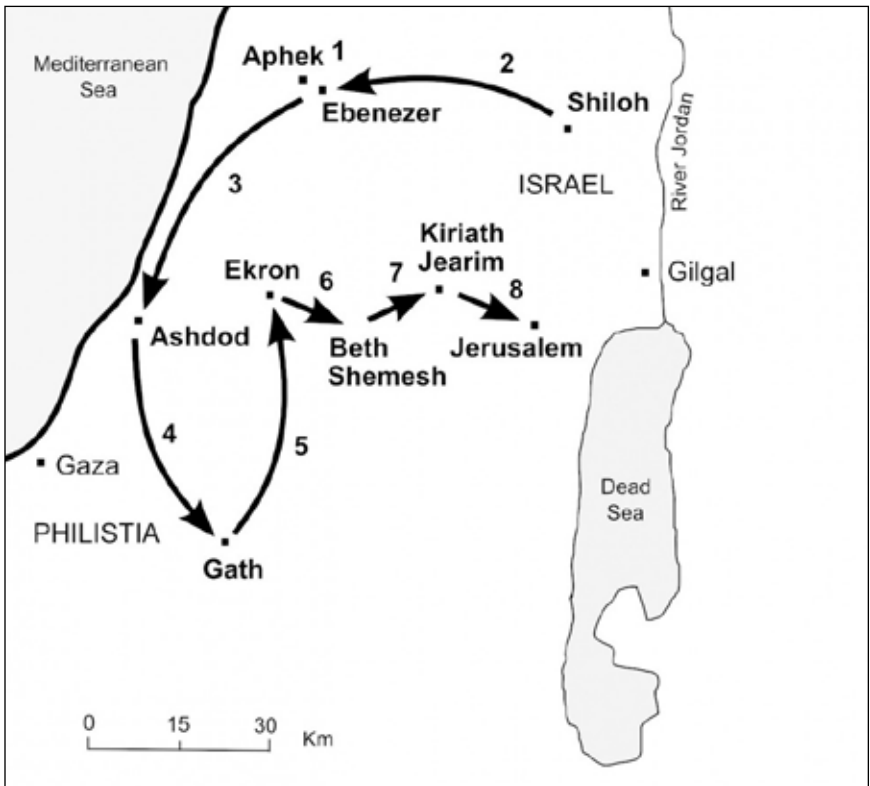 Mediterranean
Sea
Aphek 1
2
Ebenezer
Shiloh
River Jordan
3
ISRAEL
Kiriath
Jearim
Ekron
6
7
8
Gilgal
Ashdod
Beth
Shemesh
Jerusalem
4
5
Gaza
PHILISTIA
Gath
Dead
Sea
0 15 30
Km